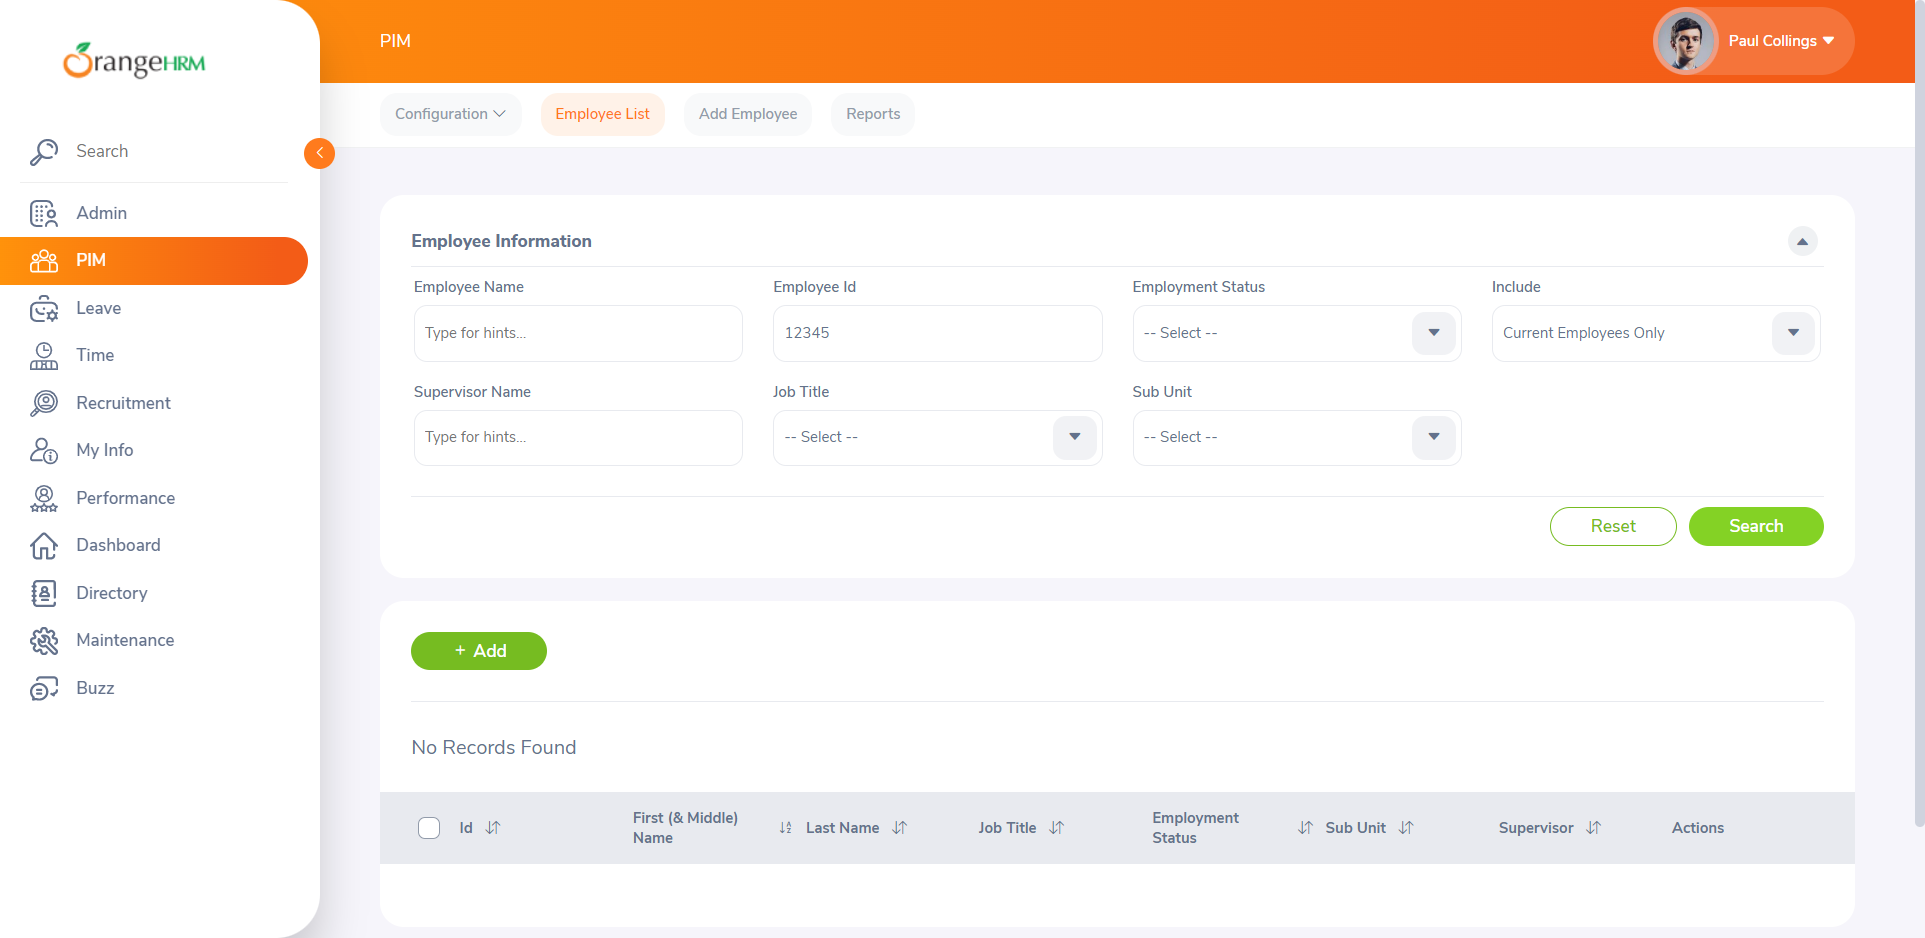 OrangeHRM
PIM
Paul Collings
Configuration
Employee List
Add Employee
Reports
Search
Admin
PIM
Leave
Time
Recruitment
My Info
Performance
Dashboard
Directory
Maintenance
Buzz
Employee Information
Employee Name
Employee Id
Employment Status
Include
Type for hints...
12345
-- Select --
Current Employees Only
Supervisor Name
Job Title
Sub Unit
Type for hints...
-- Select --
-- Select --
Reset
Search
+ Add
No Records Found
Id
First (& Middle)
Name
Last Name
Job Title
Employment
Status
Sub Unit
Supervisor
Actions